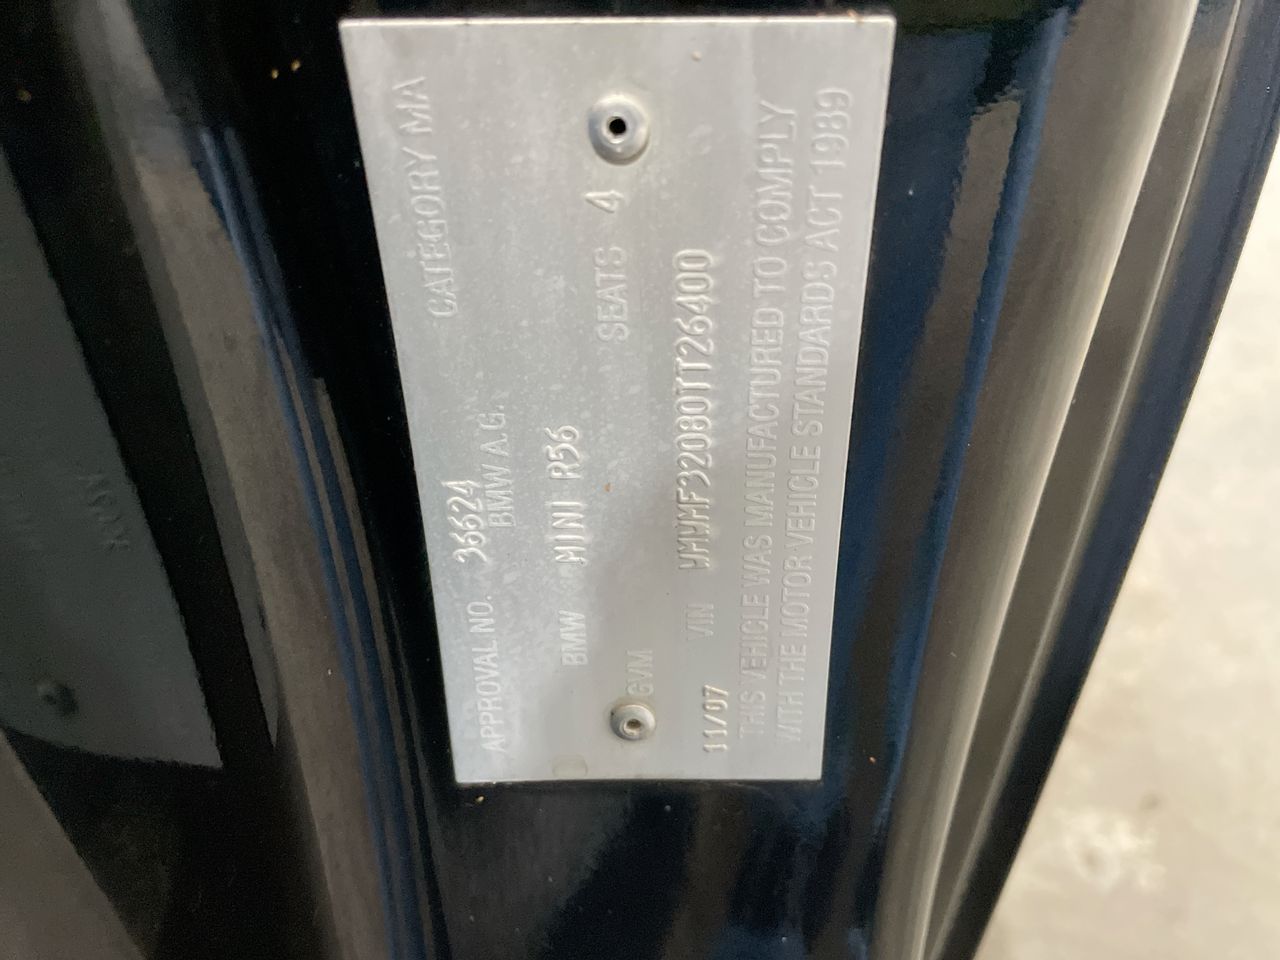 APPROVAL NO. 36624 CATEGORY MA
BMW A.G.
BMW MINI R56
GVM SEATS 4
11/07 VIN WMWMF32080TT26400
THIS VEHICLE WAS MANUFACTURED TO COMPLY
WITH THE MOTOR VEHICLE STANDARDS ACT 1989